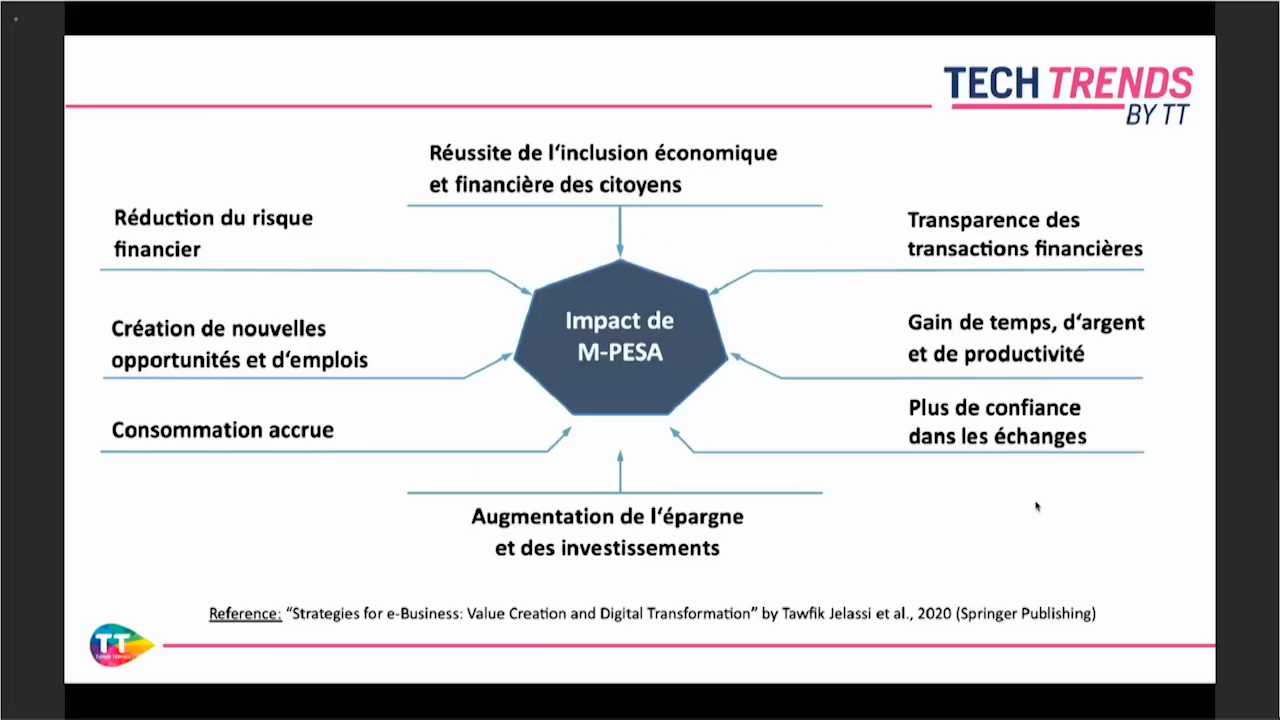 TECH TRENDS
BY TT
Réussite de l‘inclusion économique
et financière des citoyens
Réduction du risque
financier
Transparence des
transactions financières
Impact de
M-PESA
Création de nouvelles
opportunités et d‘emplois
Gain de temps, d‘argent
et de productivité
Consommation accrue
Plus de confiance
dans les échanges
Augmentation de l‘épargne
et des investissements
Reference: “Strategies for e-Business: Value Creation and Digital Transformation” by Tawfik Jelassi et al., 2020 (Springer Publishing)
TT